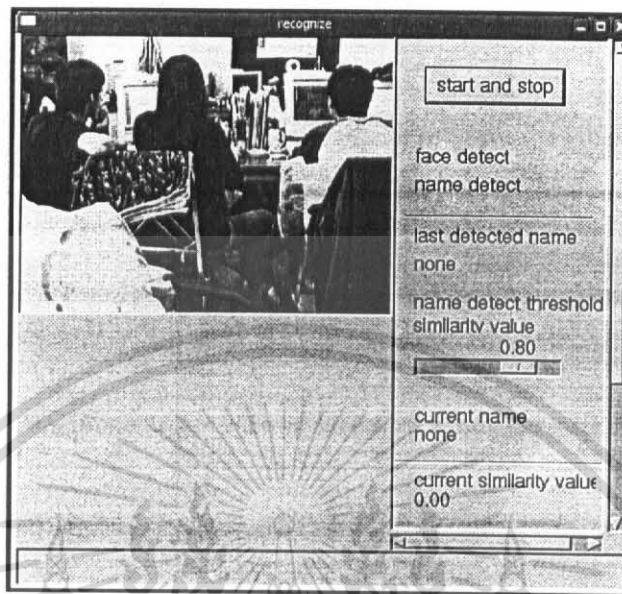 recognize
start and stop
face detect
name detect
last detected name
none
name detect threshold
similarity value
0.80
current name
none
current similarity value
0.00